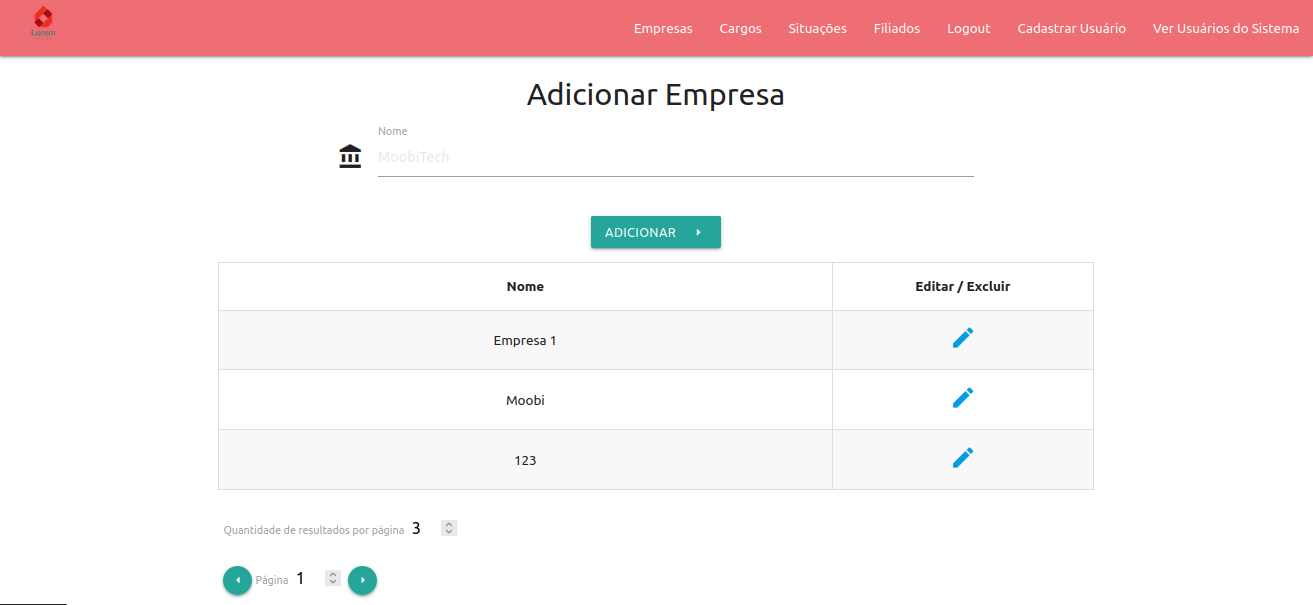 Lorem
Empresas Cargos Situações Filiados Logout Cadastrar Usuário Ver Usuários do Sistema
Adicionar Empresa
Nome
MoobiTech
ADICIONAR
Nome Editar / Excluir
Empresa 1
Moobi
123
Quantidade de resultados por página 3
Página 1